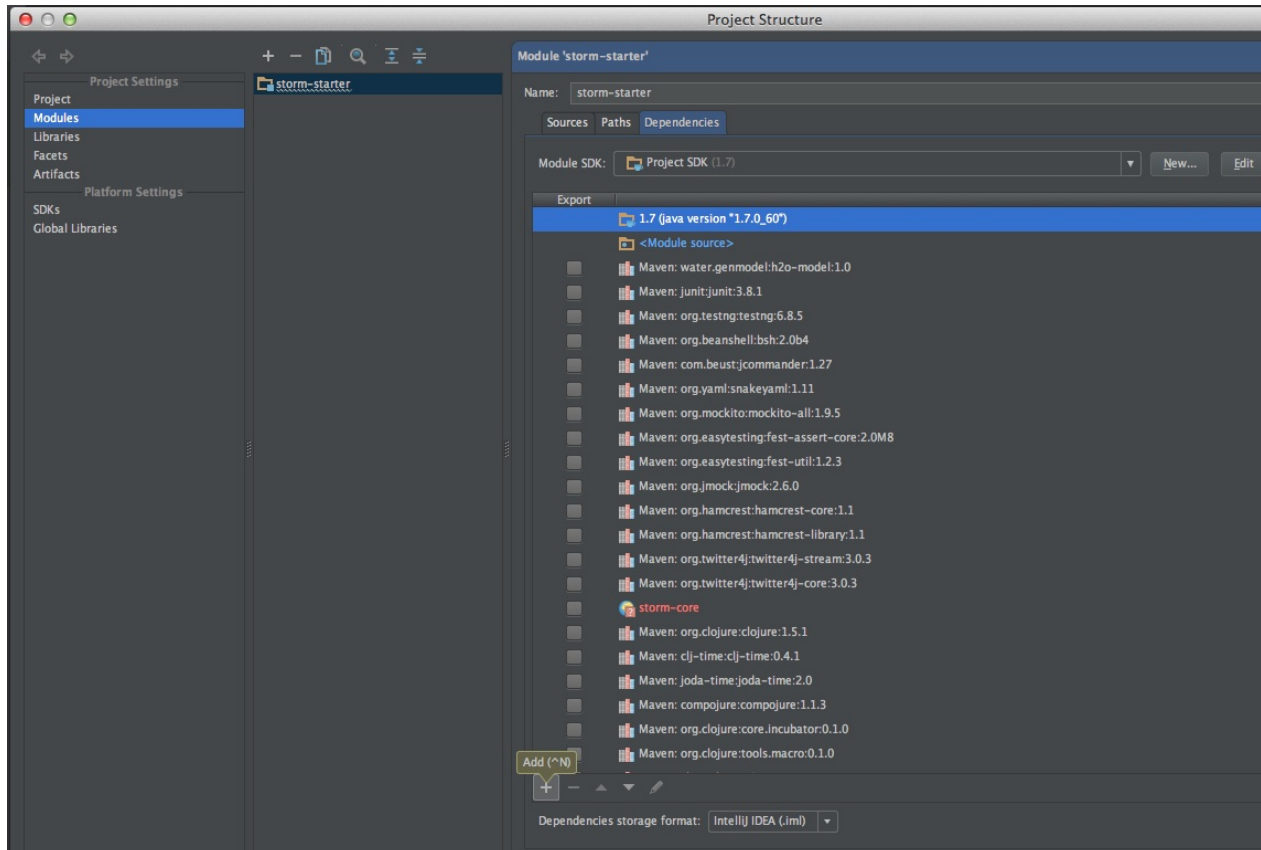 Project Structure
Project Settings
Project
Modules
Libraries
Facets
Artifacts
Platform Settings
SDKs
Global Libraries
storm-starter
Module 'storm-starter'
Name: storm-starter
Sources Paths Dependencies
Module SDK: Project SDK (1.7) New... Edit
Export
1.7 (java version "1.7.0_60")
<Module source>
Maven: water.genmodel:h2o-model:1.0
Maven: junit:junit:3.8.1
Maven: org.testng:testng:6.8.5
Maven: org.beanshell:bsh:2.0b4
Maven: com.beust:jcommander:1.27
Maven: org.yaml:snakeyaml:1.11
Maven: org.mockito:mockito-all:1.9.5
Maven: org.easytesting:fest-assert-core:2.0M8
Maven: org.easytesting:fest-util:1.2.3
Maven: org.jmock:jmock:2.6.0
Maven: org.hamcrest:hamcrest-core:1.1
Maven: org.hamcrest:hamcrest-library:1.1
Maven: org.twitter4j:twitter4j-stream:3.0.3
Maven: org.twitter4j:twitter4j-core:3.0.3
storm-core
Maven: org.clojure:clojure:1.5.1
Maven: clj-time:clj-time:0.4.1
Maven: joda-time:joda-time:2.0
Maven: compojure:compojure:1.1.3
Maven: org.clojure:core.incubator:0.1.0
Maven: org.clojure:tools.macro:0.1.0
Add (^N)
Dependencies storage format: IntelliJ IDEA (.iml)